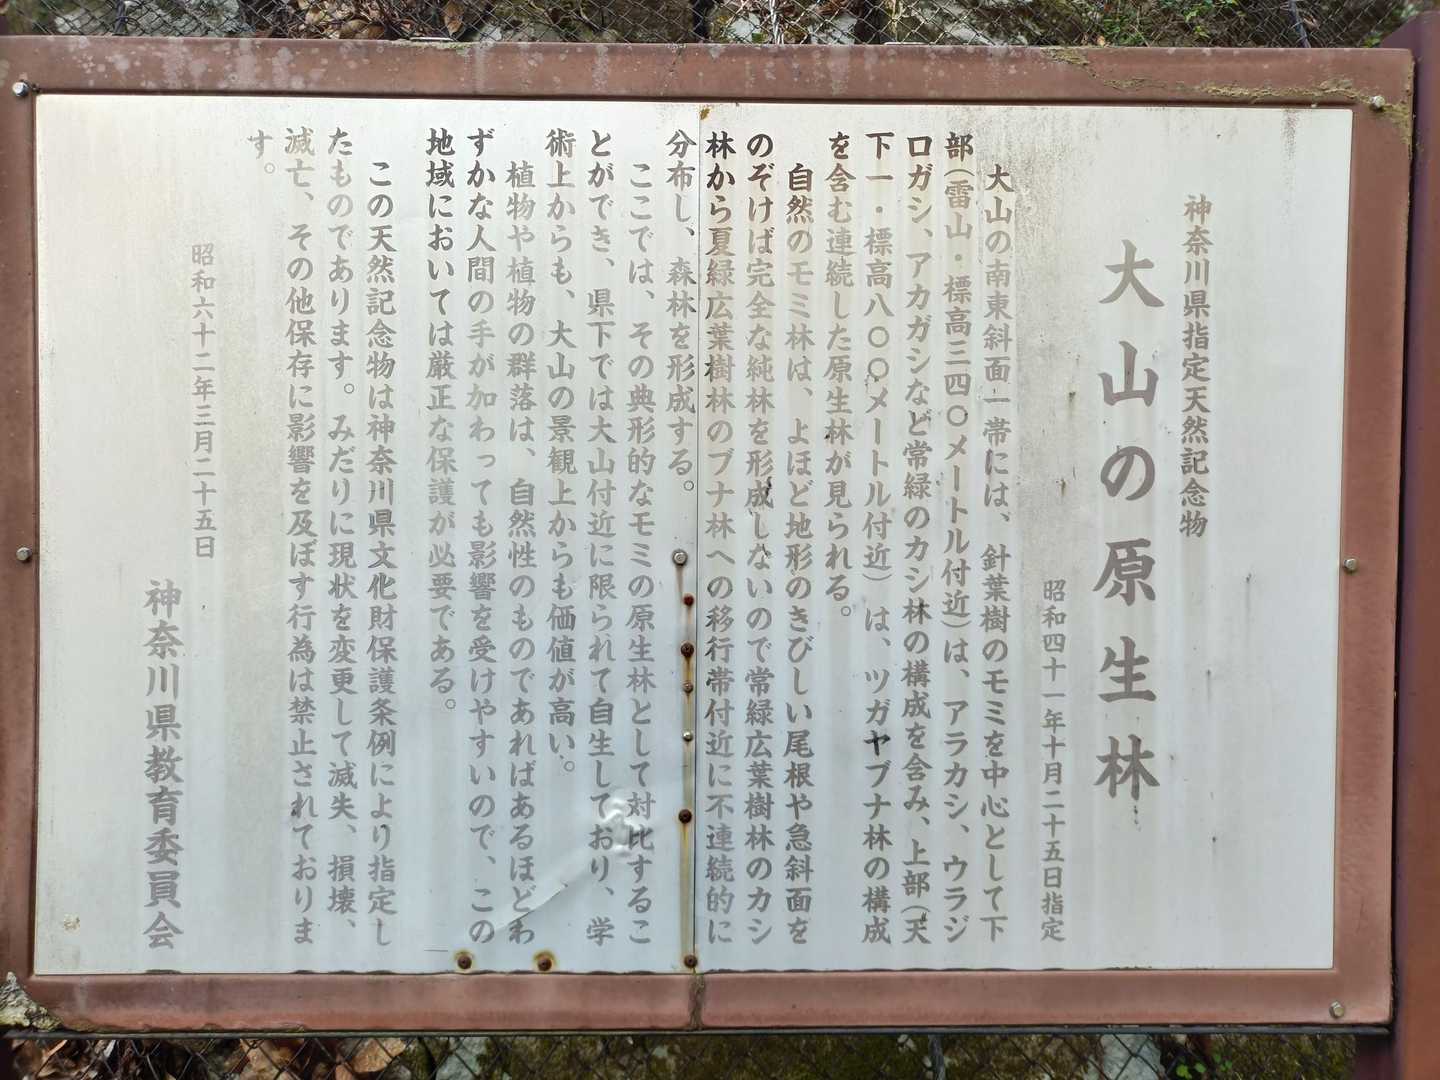 神奈川県指定天然記念物
大山の原生林
昭和四十一年十月二十五日指定
大山の南東斜面一帯には、針葉樹のモミを中心として下
部(雷山・標高三四〇メートル付近)は、アラカシ、ウラジ
ロガシ、アカガシなど常緑のカシ林の構成を含み、上部(天
下一・標高八〇〇メートル付近)は、ツガヤブナ林の構成
を含む連続した原生林が見られる。
自然のモミ林は、よほど地形のきびしい尾根や急斜面を
のぞけば完全な純林を形成しないので常緑広葉樹林のカシ
林から夏緑広葉樹林のブナ林への移行帯付近に不連続的に
分布し、森林を形成する。
ここでは、その典形的なモミの原生林として対比するこ
とができ、県下では大山付近に限られて自生しており、学
術上からも、大山の景観上からも価値が高い。
植物や植物の群落は、自然性のものであればあるほどわ
ずかな人間の手が加わっても影響を受けやすいので、この
地域においては厳正な保護が必要である。
この天然記念物は神奈川県文化財保護条例により指定し
たものであります。みだりに現状を変更して滅失、損壊、
滅亡、その他保存に影響を及ぼす行為は禁止されておりま
す。
昭和六十二年三月二十五日
神奈川県教育委員会